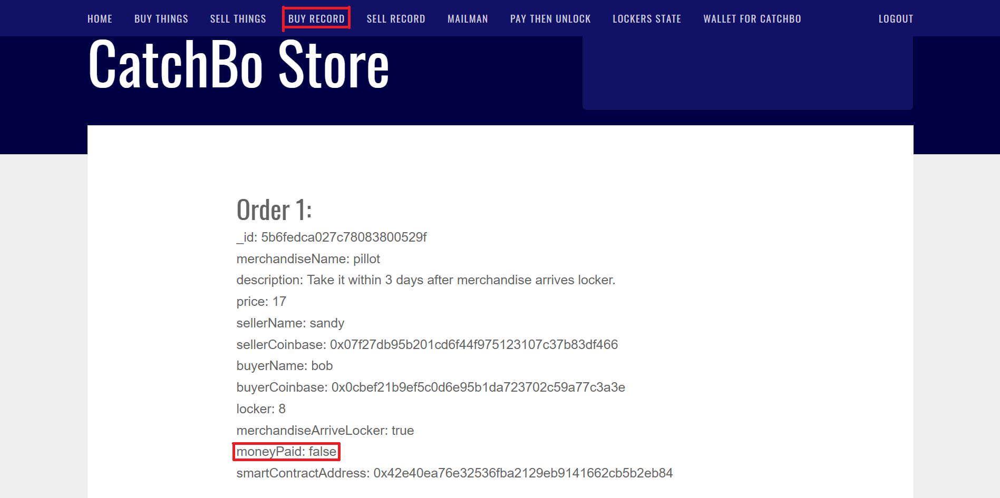 HOME BUY THINGS SELL THINGS BUY RECORD SELL RECORD MAILMAN PAY THEN UNLOCK LOCKERS STATE WALLET FOR CATCHBO LOGOUT
CatchBo Store
Order 1:
_id: 5b6fedca027c78083800529f
merchandiseName: pillot
description: Take it within 3 days after merchandise arrives locker.
price: 17
sellerName: sandy
sellerCoinbase: 0x07f27db95b201cd6f44f975123107c37b83df466
buyerName: bob
buyerCoinbase: 0x0cbef21b9ef5c0d6e95b1da723702c59a77c3a3e
locker: 8
merchandiseArriveLocker: true
moneyPaid: false
smartContractAddress: 0x42e40ea76e32536fba2129eb9141662cb5b2eb84